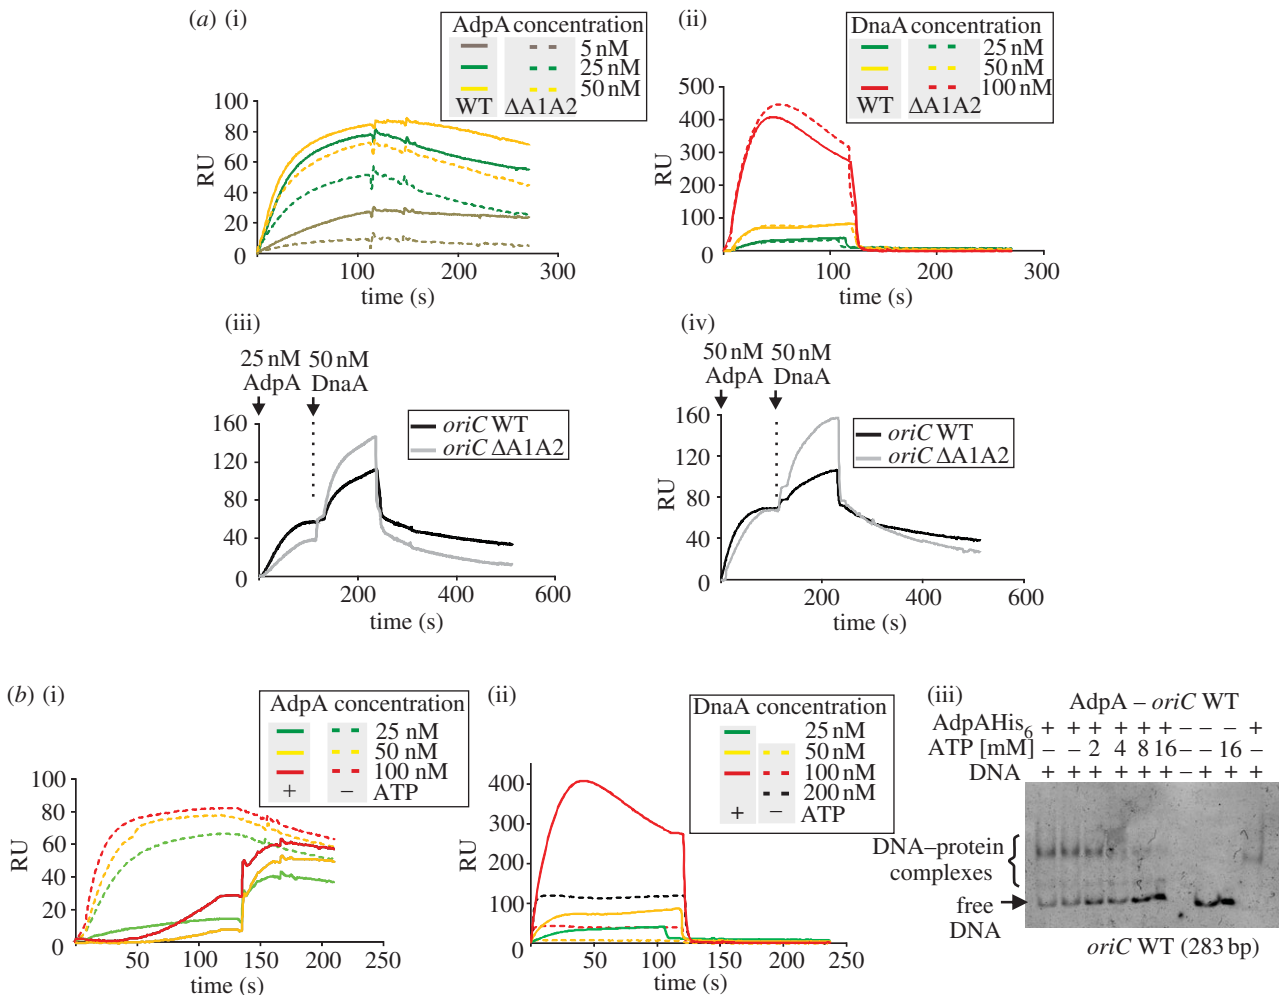 (a) (i)
AdpA concentration
5 nM
25 nM
50 nM
WT ΔA1A2
100
80
60
40
20
0
RU
100 200 300
time (s)
(ii)
DnaA concentration
25 nM
50 nM
100 nM
WT ΔA1A2
500
400
300
200
100
0
RU
100 200 300
time (s)
(iii)
25 nM 50 nM
AdpA DnaA
oriC WT
oriC ΔA1A2
160
120
80
40
0
RU
200 400 600
time (s)
(iv)
50 nM 50 nM
AdpA DnaA
oriC WT
oriC ΔA1A2
160
120
80
40
0
RU
200 400 600
time (s)
(b) (i)
AdpA concentration
25 nM
50 nM
100 nM
+ – ATP
100
80
60
40
20
0
RU
50 100 150 200 250
time (s)
(ii)
DnaA concentration
25 nM
50 nM
100 nM
200 nM
+ – ATP
400
300
200
100
0
RU
50 100 150 200 250
time (s)
(iii)
AdpA – oriC WT
AdpAHis6 + + + + + + – – – +
ATP [mM] – – 2 4 8 16 – – 16 –
DNA + + + + + + – + + +
DNA–protein
complexes
free
DNA
oriC WT (283 bp)